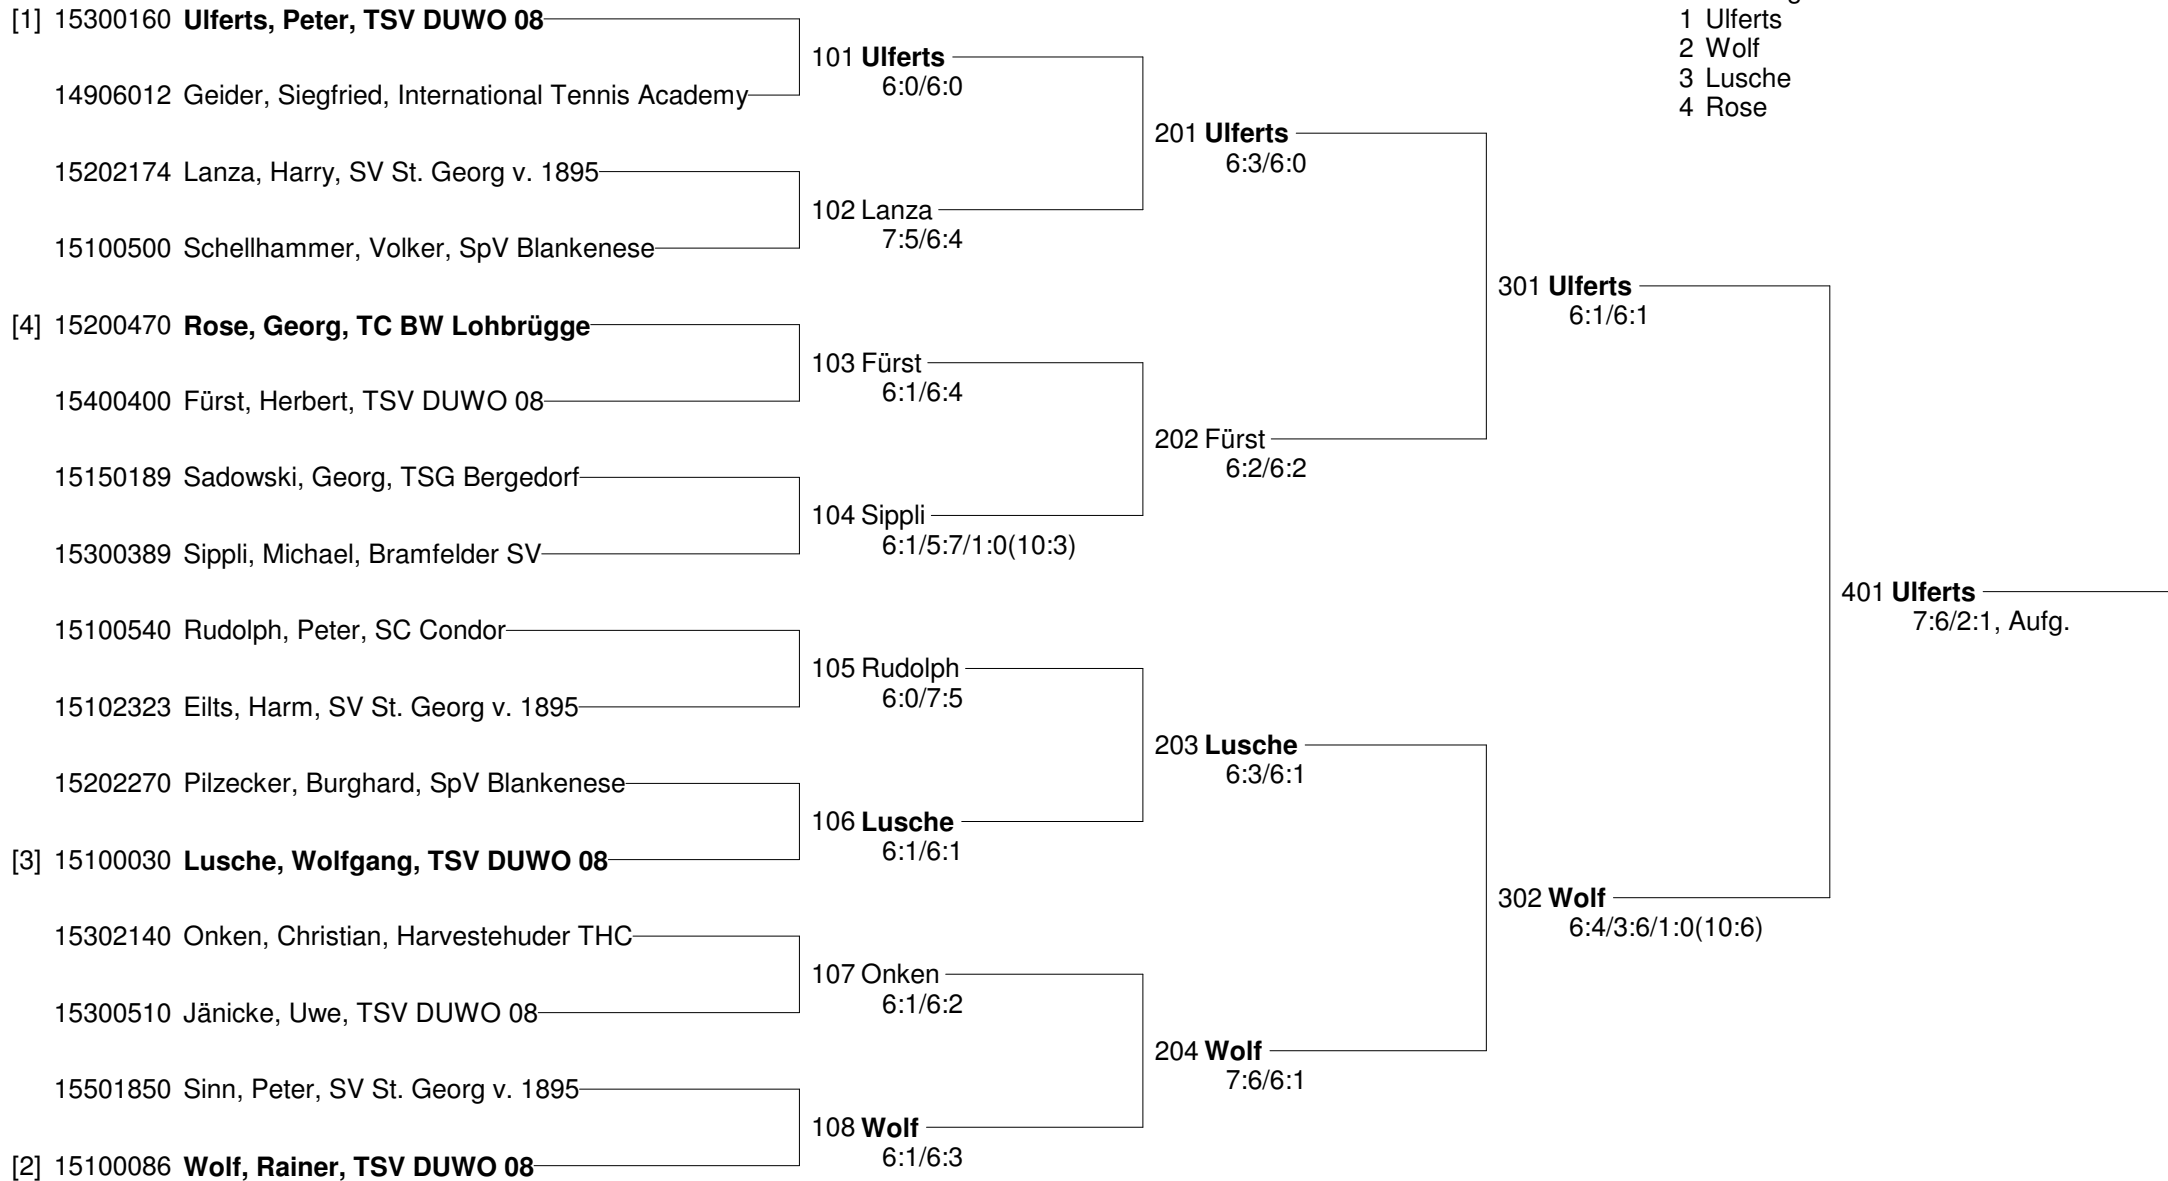 [1] 15300160 Ulferts, Peter, TSV DUWO 08
14906012 Geider, Siegfried, International Tennis Academy
15202174 Lanza, Harry, SV St. Georg v. 1895
15100500 Schellhammer, Volker, SpV Blankenese
[4] 15200470 Rose, Georg, TC BW Lohbrügge
15400400 Fürst, Herbert, TSV DUWO 08
15150189 Sadowski, Georg, TSG Bergedorf
15300389 Sippli, Michael, Bramfelder SV
15100540 Rudolph, Peter, SC Condor
15102323 Eilts, Harm, SV St. Georg v. 1895
15202270 Pilzecker, Burghard, SpV Blankenese
[3] 15100030 Lusche, Wolfgang, TSV DUWO 08
15302140 Onken, Christian, Harvestehuder THC
15300510 Jänicke, Uwe, TSV DUWO 08
15501850 Sinn, Peter, SV St. Georg v. 1895
[2] 15100086 Wolf, Rainer, TSV DUWO 08
101 Ulferts
6:0/6:0
102 Lanza
7:5/6:4
103 Fürst
6:1/6:4
104 Sippli
6:1/5:7/1:0(10:3)
105 Rudolph
6:0/7:5
106 Lusche
6:1/6:1
107 Onken
6:1/6:2
108 Wolf
6:1/6:3
201 Ulferts
6:3/6:0
202 Fürst
6:2/6:2
203 Lusche
6:3/6:1
204 Wolf
7:6/6:1
301 Ulferts
6:1/6:1
302 Wolf
6:4/3:6/1:0(10:6)
401 Ulferts
7:6/2:1, Aufg.
1 Ulferts
2 Wolf
3 Lusche
4 Rose